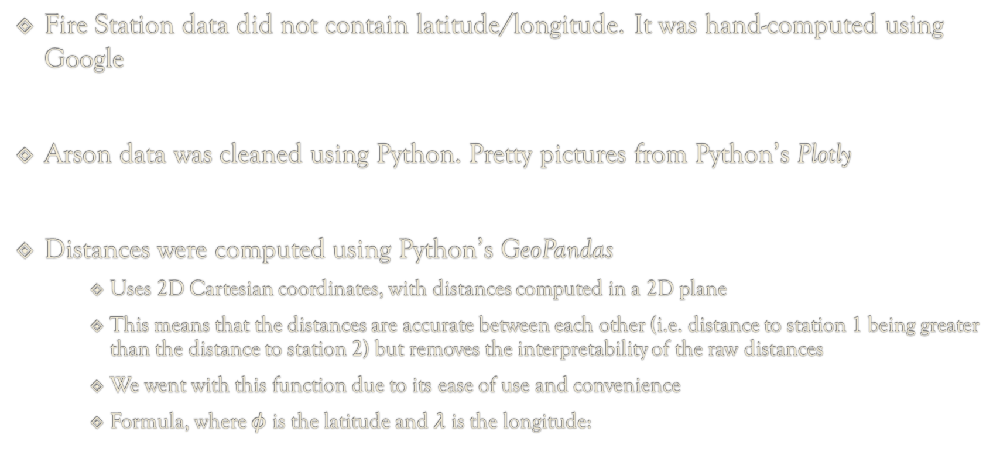 Fire Station data did not contain latitude/longitude. It was hand-computed using
Google
Arson data was cleaned using Python. Pretty pictures from Python’s Plotly
Distances were computed using Python’s GeoPandas
Uses 2D Cartesian coordinates, with distances computed in a 2D plane
This means that the distances are accurate between each other (i.e. distance to station 1 being greater
than the distance to station 2) but removes the interpretability of the raw distances
We went with this function due to its ease of use and convenience
Formula, where ϕ is the latitude and λ is the longitude: